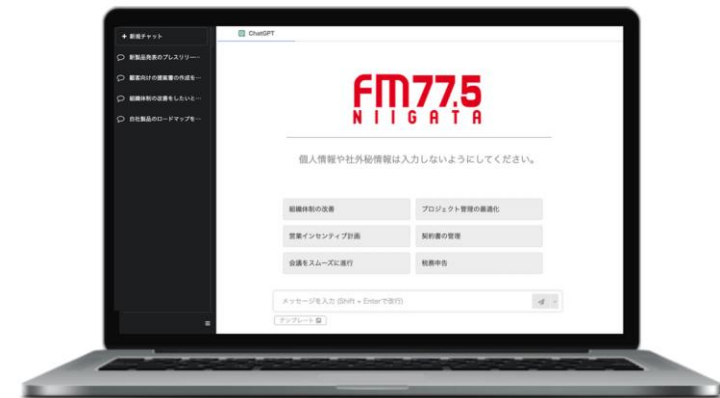 + 新規チャット
新製品発表のプレスリリー…
顧客向けの提案書の作成を…
組織体制の改善をしたいと…
自社製品のロードマップを…
ChatGPT
FM77.5
NIIGATA
個人情報や社外秘情報は入力しないようにしてください。
組織体制の改善
プロジェクト管理の最適化
営業インセンティブ計画
契約書の管理
会議をスムーズに進行
税務申告
メッセージを入力 (Shift + Enterで改行)
テンプレート